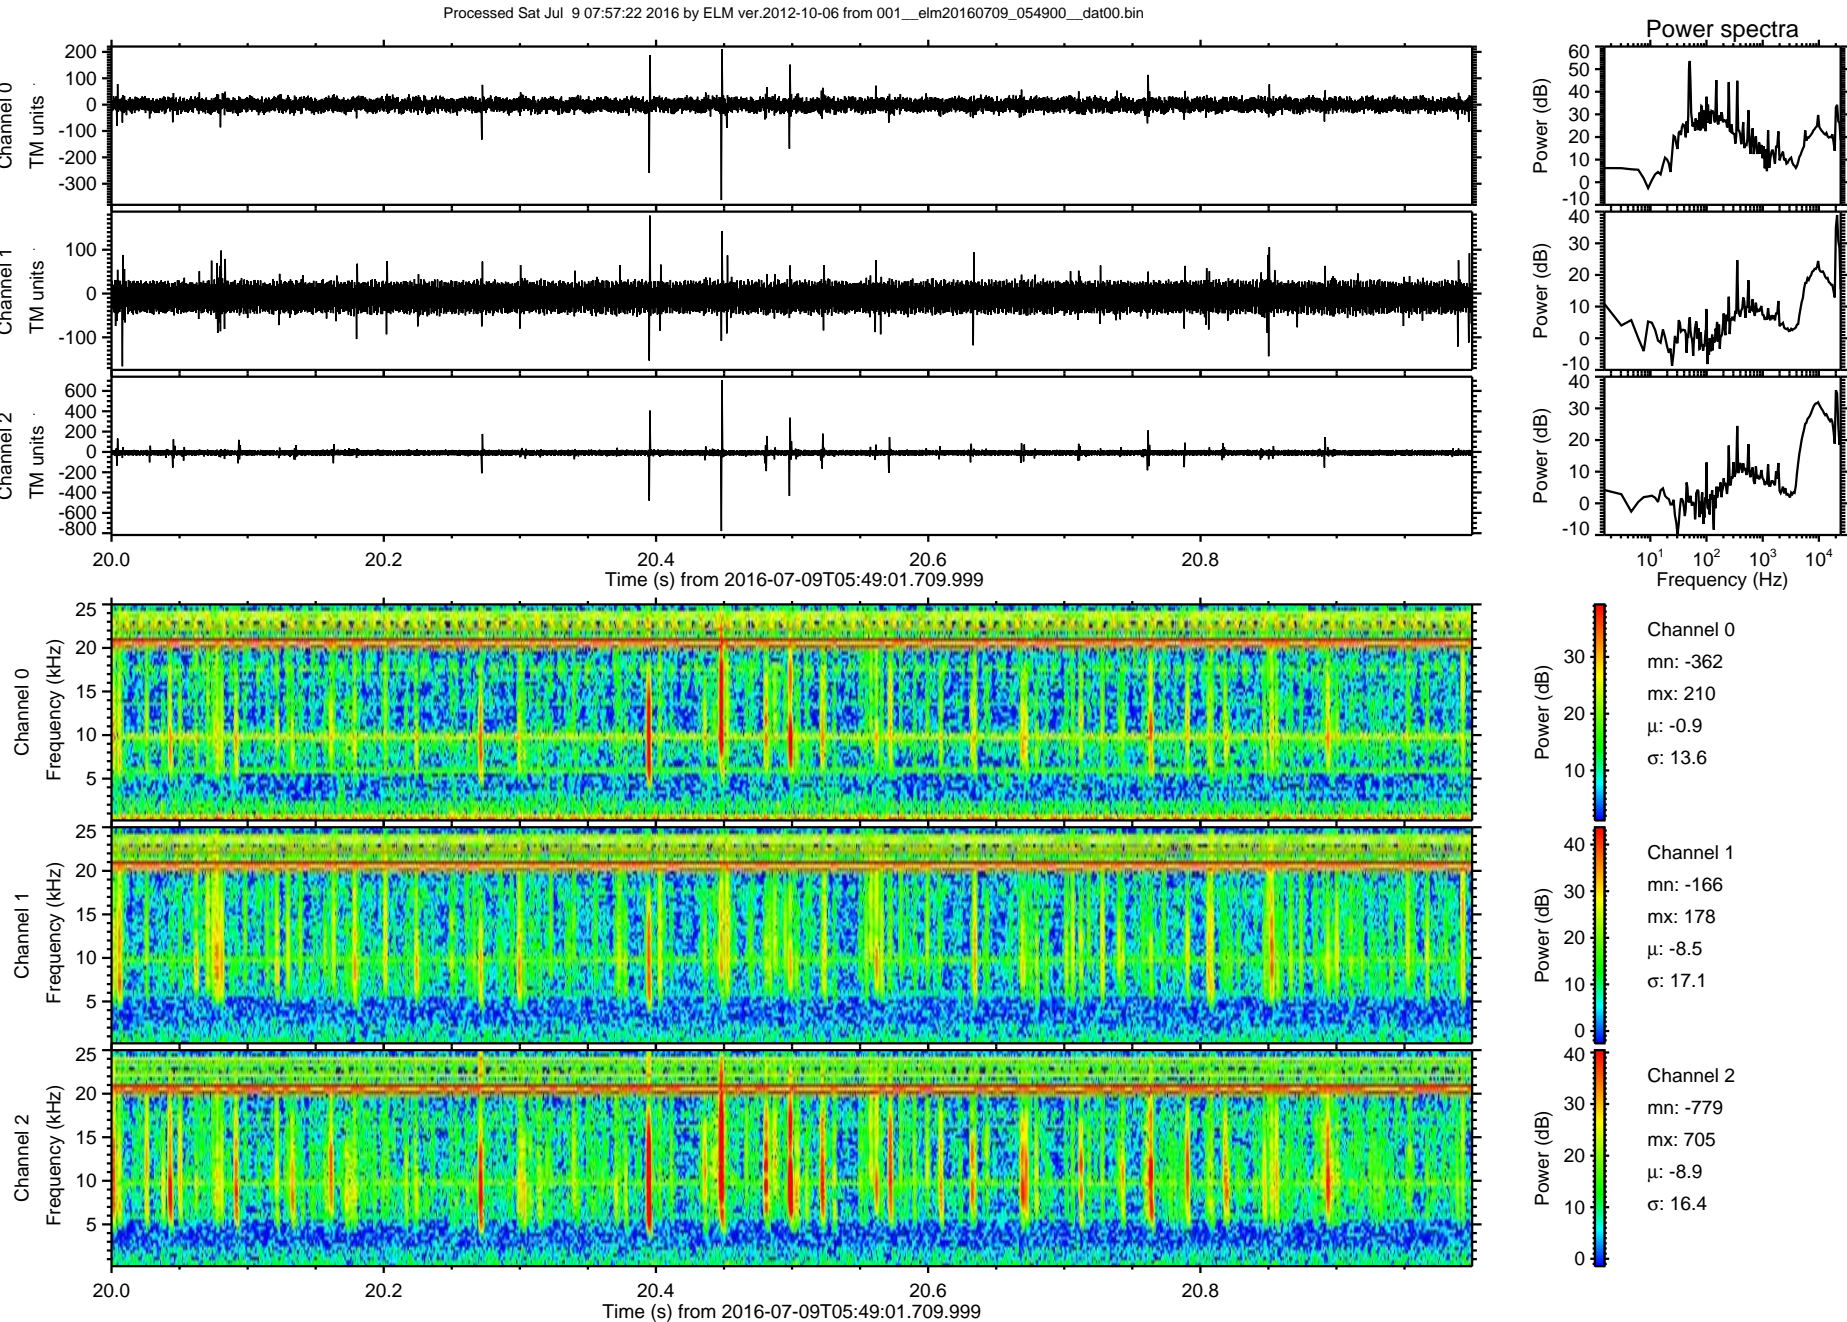 Processed Sat Jul  9 07:57:22 2016 by ELM ver.2012-10-06 from 001__elm20160709_054900__dat00.bin
Power spectra
Channel 0
TM units
200
100
0
-100
-200
-300
Power (dB)
60
50
40
30
20
10
0
-10
Channel 1
TM units
100
0
-100
Power (dB)
40
30
20
10
0
-10
Channel 2
TM units
600
400
200
0
-200
-400
-600
-800
Power (dB)
40
30
20
10
0
-10
20.0 20.2 20.4 20.6 20.8
Time (s) from 2016-07-09T05:49:01.709.999
10¹ 10² 10³ 10⁴
Frequency (Hz)
Channel 0
Frequency (kHz)
25
20
15
10
5
Power (dB)
30
20
10
Channel 0
mn: -362
mx: 210
μ: -0.9
σ: 13.6
Channel 1
Frequency (kHz)
25
20
15
10
5
Power (dB)
40
30
20
10
0
Channel 1
mn: -166
mx: 178
μ: -8.5
σ: 17.1
Channel 2
Frequency (kHz)
25
20
15
10
5
Power (dB)
40
30
20
10
0
Channel 2
mn: -779
mx: 705
μ: -8.9
σ: 16.4
20.0 20.2 20.4 20.6 20.8
Time (s) from 2016-07-09T05:49:01.709.999